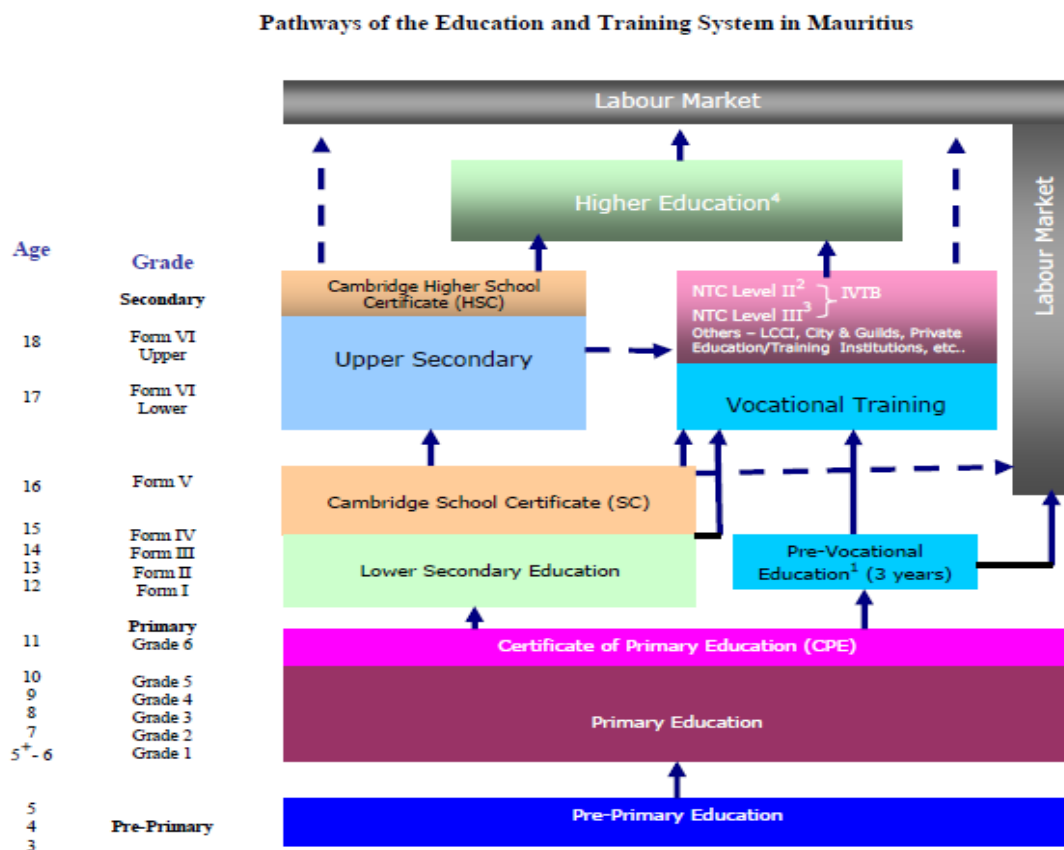 Pathways of the Education and Training System in Mauritius
Labour Market
Labour Market
Higher Education⁴
Age
Grade
Secondary
Cambridge Higher School
Certificate (HSC)
NTC Level II²
NTC Level III³
IVTB
Others – LCCI, City & Guilds, Private
Education/Training Institutions, etc..
18
Form VI
Upper
Upper Secondary
17
Form VI
Lower
Vocational Training
16
Form V
Cambridge School Certificate (SC)
15
Form IV
14
Form III
13
Form II
12
Form I
Lower Secondary Education
Pre-Vocational
Education¹ (3 years)
Primary
11
Grade 6
Certificate of Primary Education (CPE)
10
Grade 5
9
Grade 4
8
Grade 3
7
Grade 2
5⁺- 6
Grade 1
Primary Education
5
4
3
Pre-Primary
Pre-Primary Education